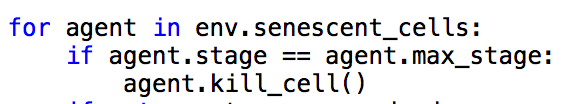 for agent in env.senescent_cells:
    if agent.stage == agent.max_stage:
        agent.kill_cell()